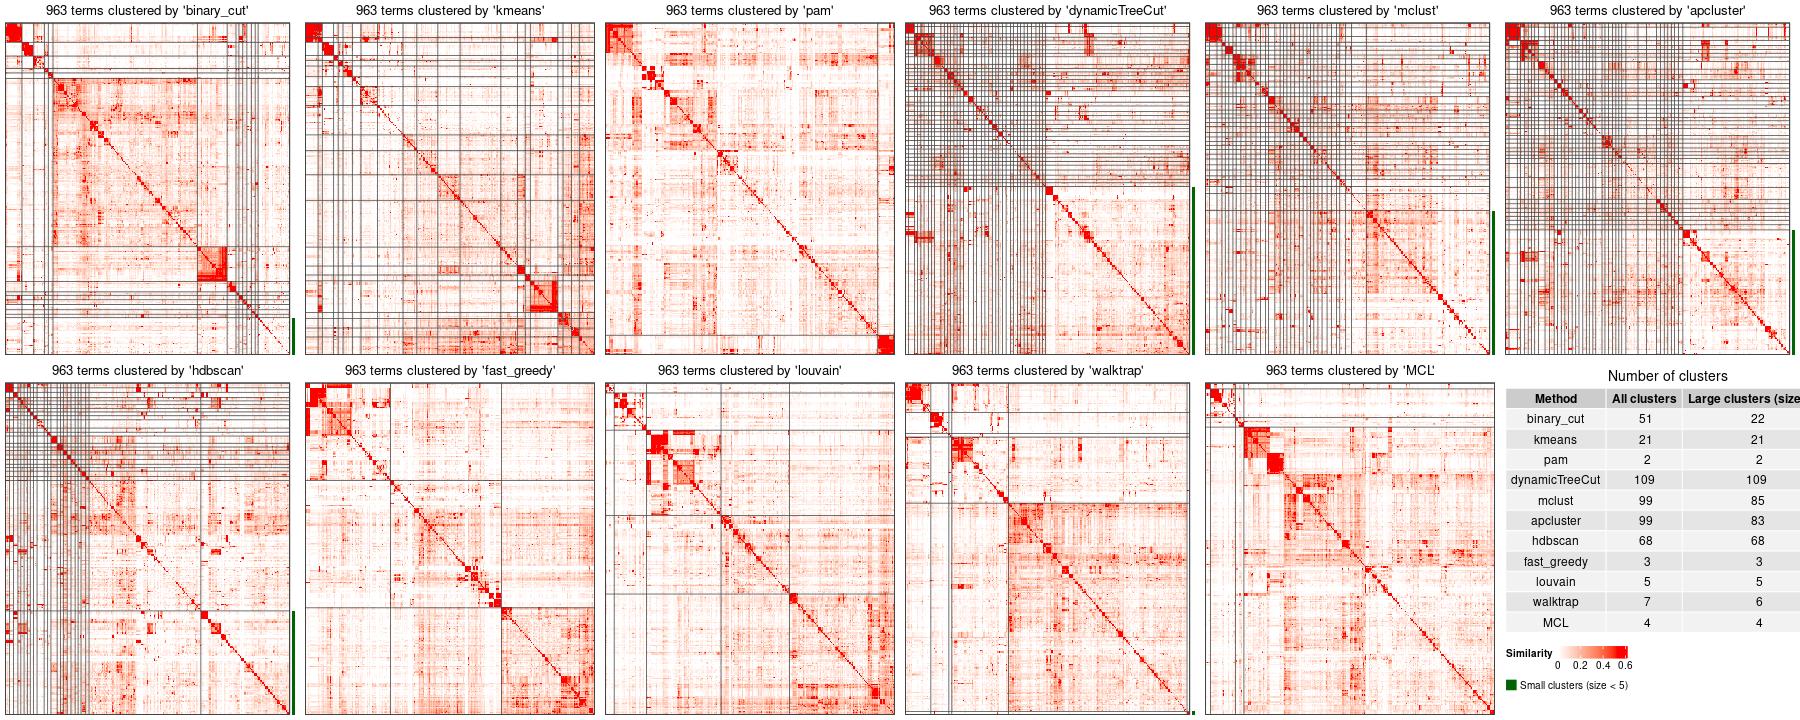 963 terms clustered by 'binary_cut'
963 terms clustered by 'kmeans'
963 terms clustered by 'pam'
963 terms clustered by 'dynamicTreeCut'
963 terms clustered by 'mclust'
963 terms clustered by 'apcluster'
963 terms clustered by 'hdbscan'
963 terms clustered by 'fast_greedy'
963 terms clustered by 'louvain'
963 terms clustered by 'walktrap'
963 terms clustered by 'MCL'
Number of clusters
Method All clusters Large clusters (size
binary_cut 51 22
kmeans 21 21
pam 2 2
dynamicTreeCut 109 109
mclust 99 85
apcluster 99 83
hdbscan 68 68
fast_greedy 3 3
louvain 5 5
walktrap 7 6
MCL 4 4
Similarity
0 0.2 0.4 0.6
Small clusters (size < 5)